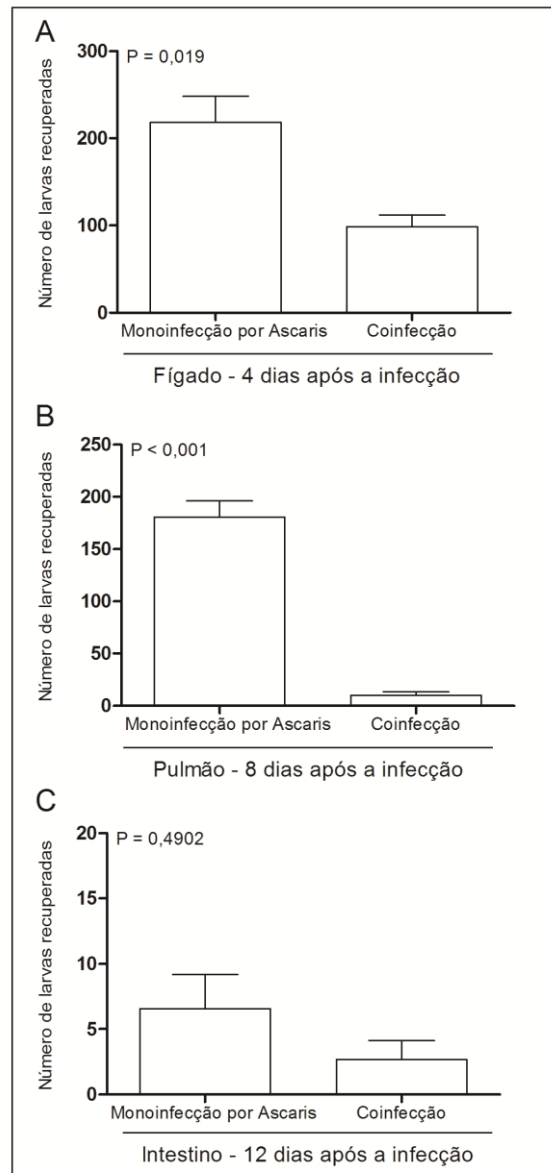 A
Número de larvas recuperadas
P = 0,019
300
200
100
0
Monoinfecção por Ascaris Coinfecção
Fígado - 4 dias após a infecção
B
Número de larvas recuperadas
P < 0,001
250
200
150
100
50
0
Monoinfecção por Ascaris Coinfecção
Pulmão - 8 dias após a infecção
C
Número de larvas recuperadas
P = 0,4902
20
15
10
5
0
Monoinfecção por Ascaris Coinfecção
Intestino - 12 dias após a infecção